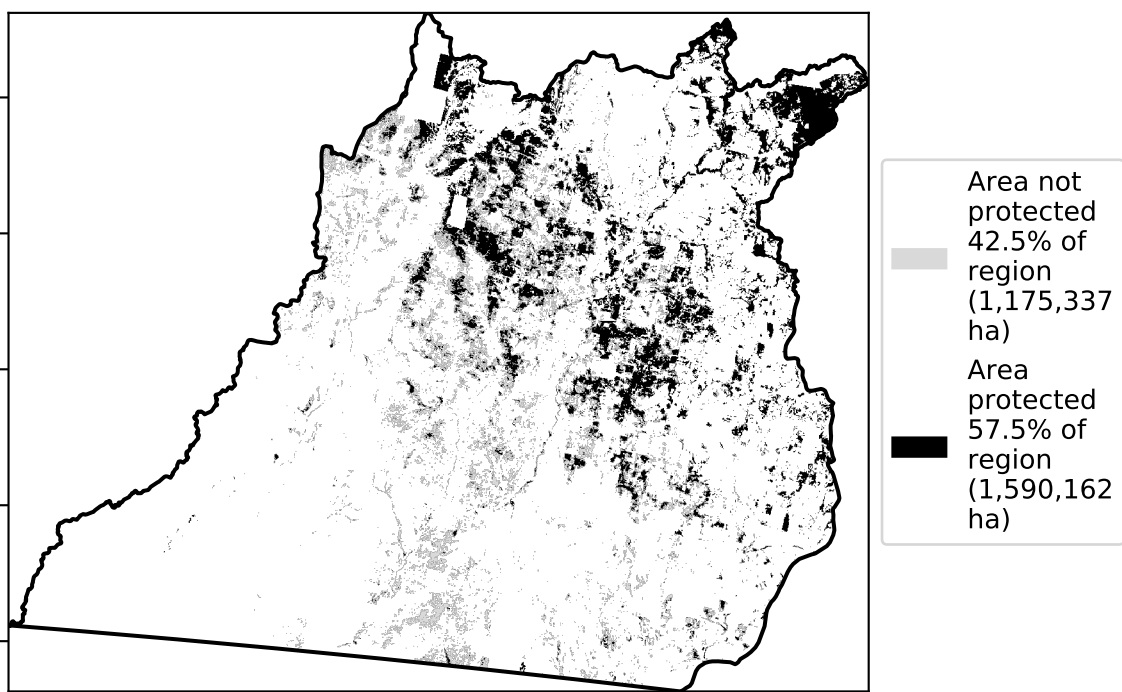 Area not
protected
42.5% of
region
(1,175,337
ha)
Area
protected
57.5% of
region
(1,590,162
ha)